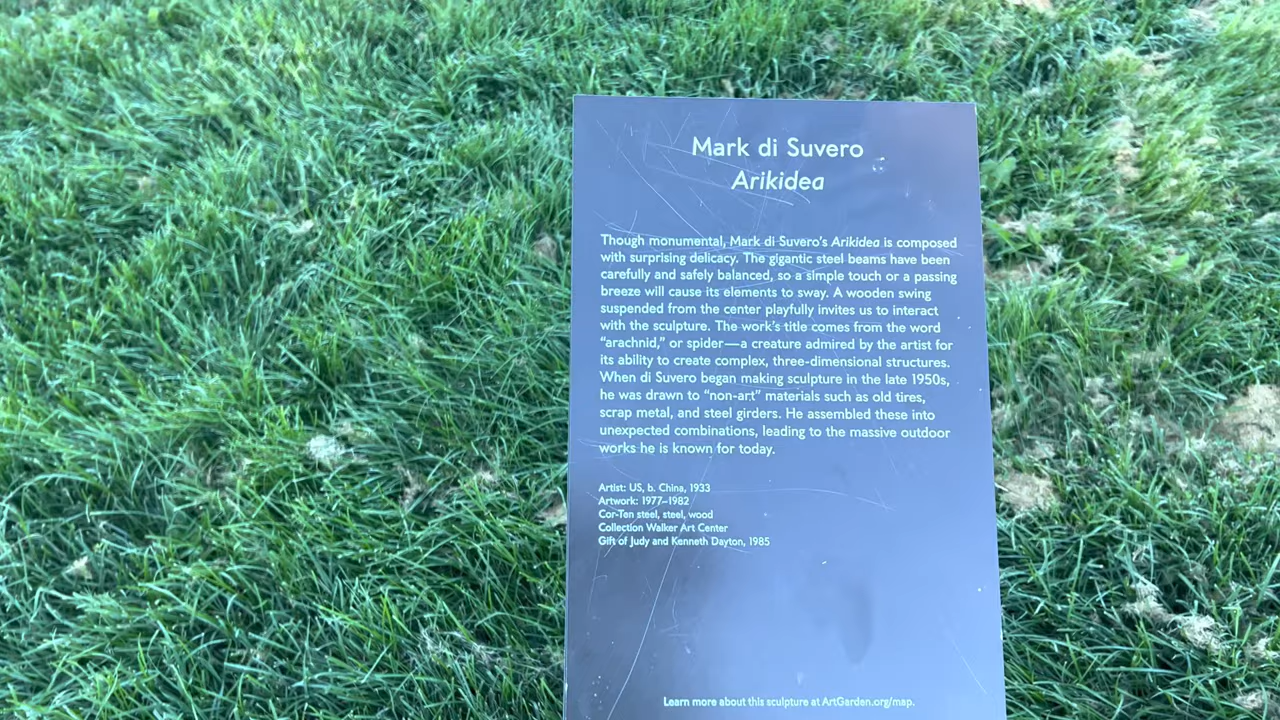 Mark di Suvero
Arikidea
Though monumental, Mark di Suvero's Arikidea is composed
with surprising delicacy. The gigantic steel beams have been
carefully and safely balanced, so a simple touch or a passing
breeze will cause its elements to sway. A wooden swing
suspended from the center playfully invites us to interact
with the sculpture. The work's title comes from the word
“arachnid,” or spider—a creature admired by the artist for
its ability to create complex, three-dimensional structures.
When di Suvero began making sculpture in the late 1950s,
he was drawn to “non-art” materials such as old tires,
scrap metal, and steel girders. He assembled these into
unexpected combinations, leading to the massive outdoor
works he is known for today.
Artist: US, b. China, 1933
Artwork: 1977–1982
Cor-Ten steel, steel, wood
Collection Walker Art Center
Gift of Judy and Kenneth Dayton, 1985
Learn more about this sculpture at ArtGarden.org/map.